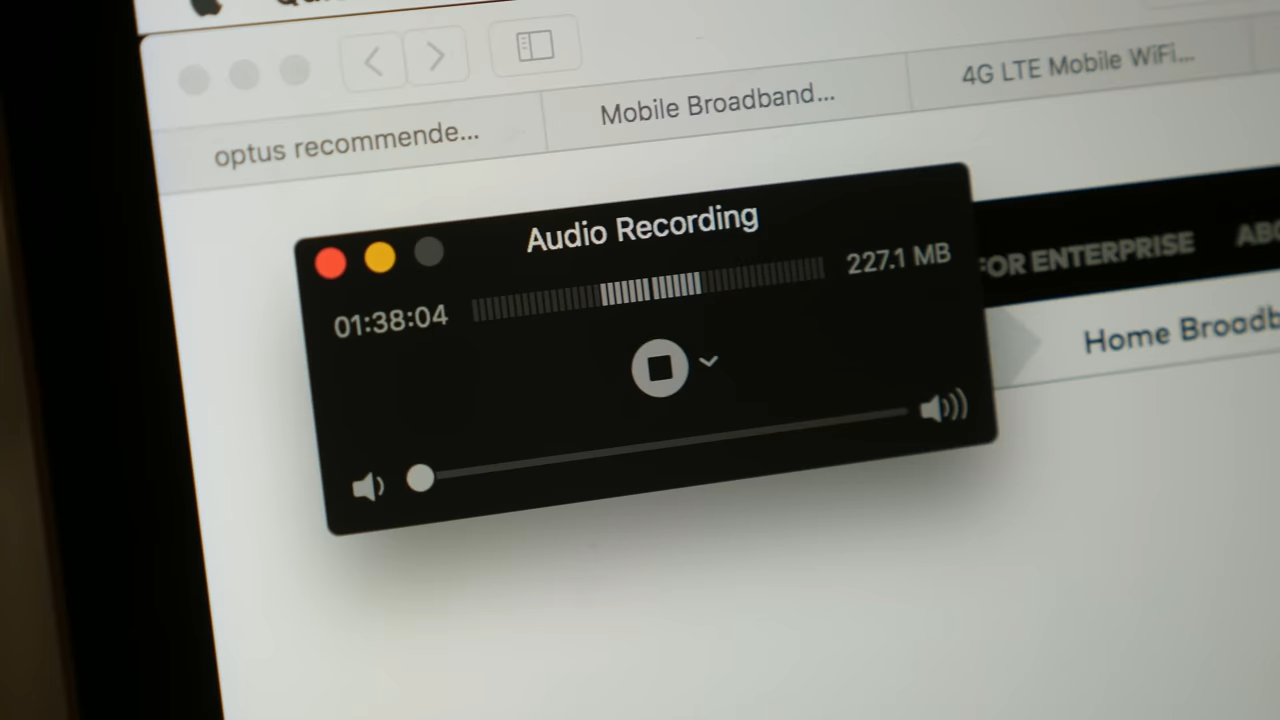 optus recommende...
Mobile Broadband...
4G LTE Mobile WiFi...
Audio Recording
01:38:04
227.1 MB
FOR ENTERPRISE
Home Broadb